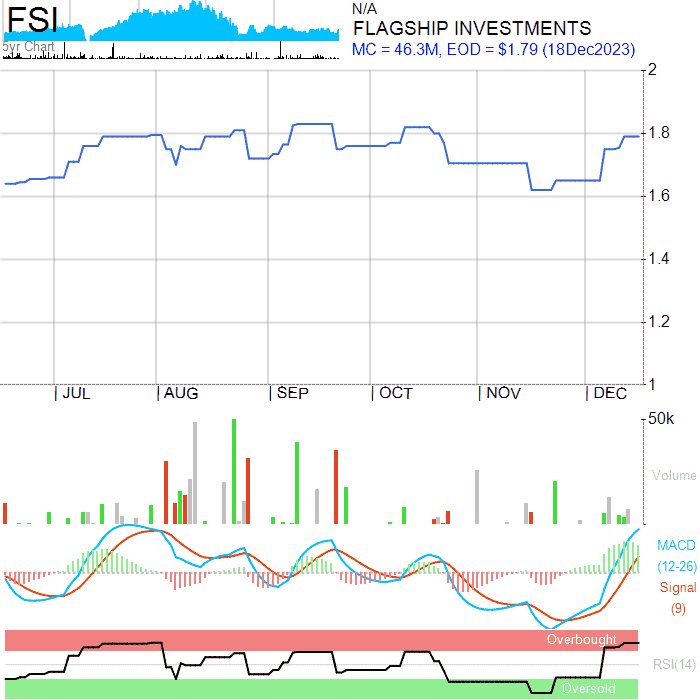 FSI
5yr Chart
N/A
FLAGSHIP INVESTMENTS
MC = 46.3M, EOD = $1.79 (18Dec2023)
2
1.8
1.6
1.4
1.2
1
JUL
AUG
SEP
OCT
NOV
DEC
50k
Volume
MACD
(12-26)
Signal
(9)
Overbought
RSI(14)
Oversold